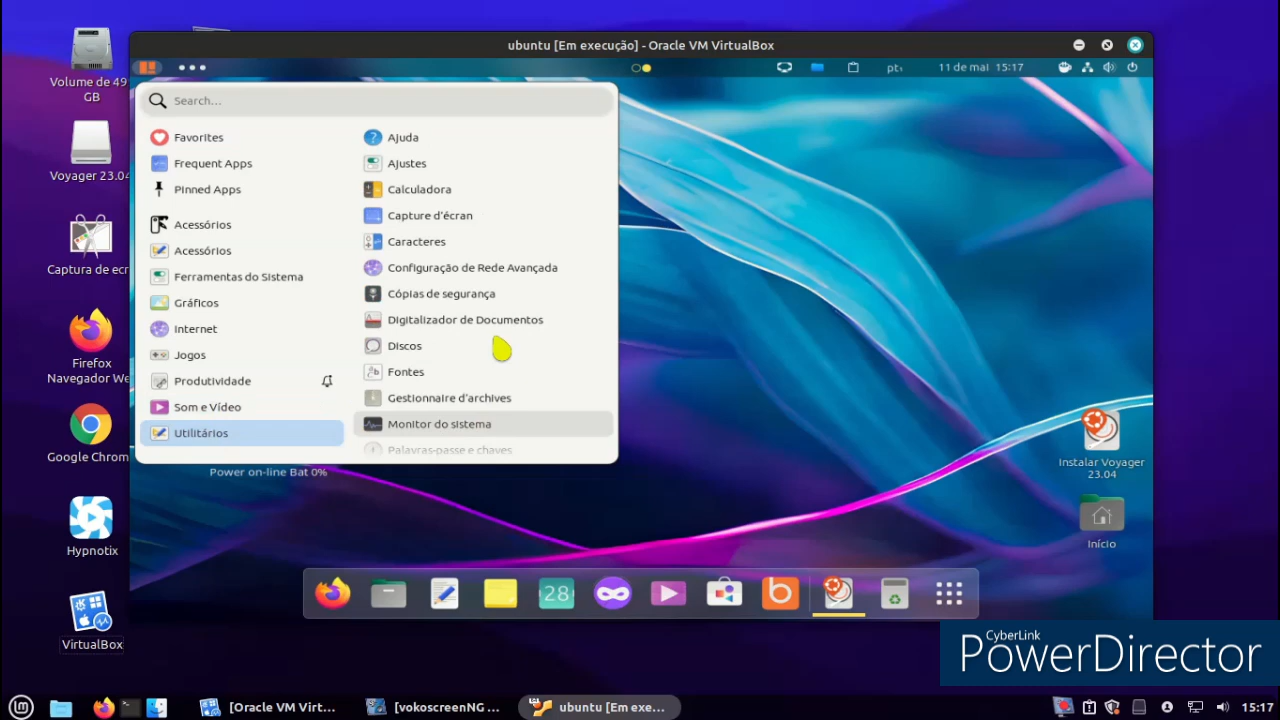 ubuntu [Em execução] - Oracle VM VirtualBox
Volume de 49
GB
Voyager 23.04
Captura de ecr
Firefox
Navegador We
Google Chrom
Hypnotix
VirtualBox
pt₁
11 de mai 15:17
Search...
Favorites
Frequent Apps
Pinned Apps
Acessórios
Acessórios
Ferramentas do Sistema
Gráficos
Internet
Jogos
Produtividade
Som e Vídeo
Utilitários
Ajuda
Ajustes
Calculadora
Capture d'écran
Caracteres
Configuração de Rede Avançada
Cópias de segurança
Digitalizador de Documentos
Discos
Fontes
Gestionnaire d'archives
Monitor do sistema
Palavras-passe e chaves
Power on-line Bat 0%
Instalar Voyager
23.04
Início
28
CyberLink
PowerDirector
[Oracle VM Virt...
[vokoscreenNG ...
ubuntu [Em exe...
15:17